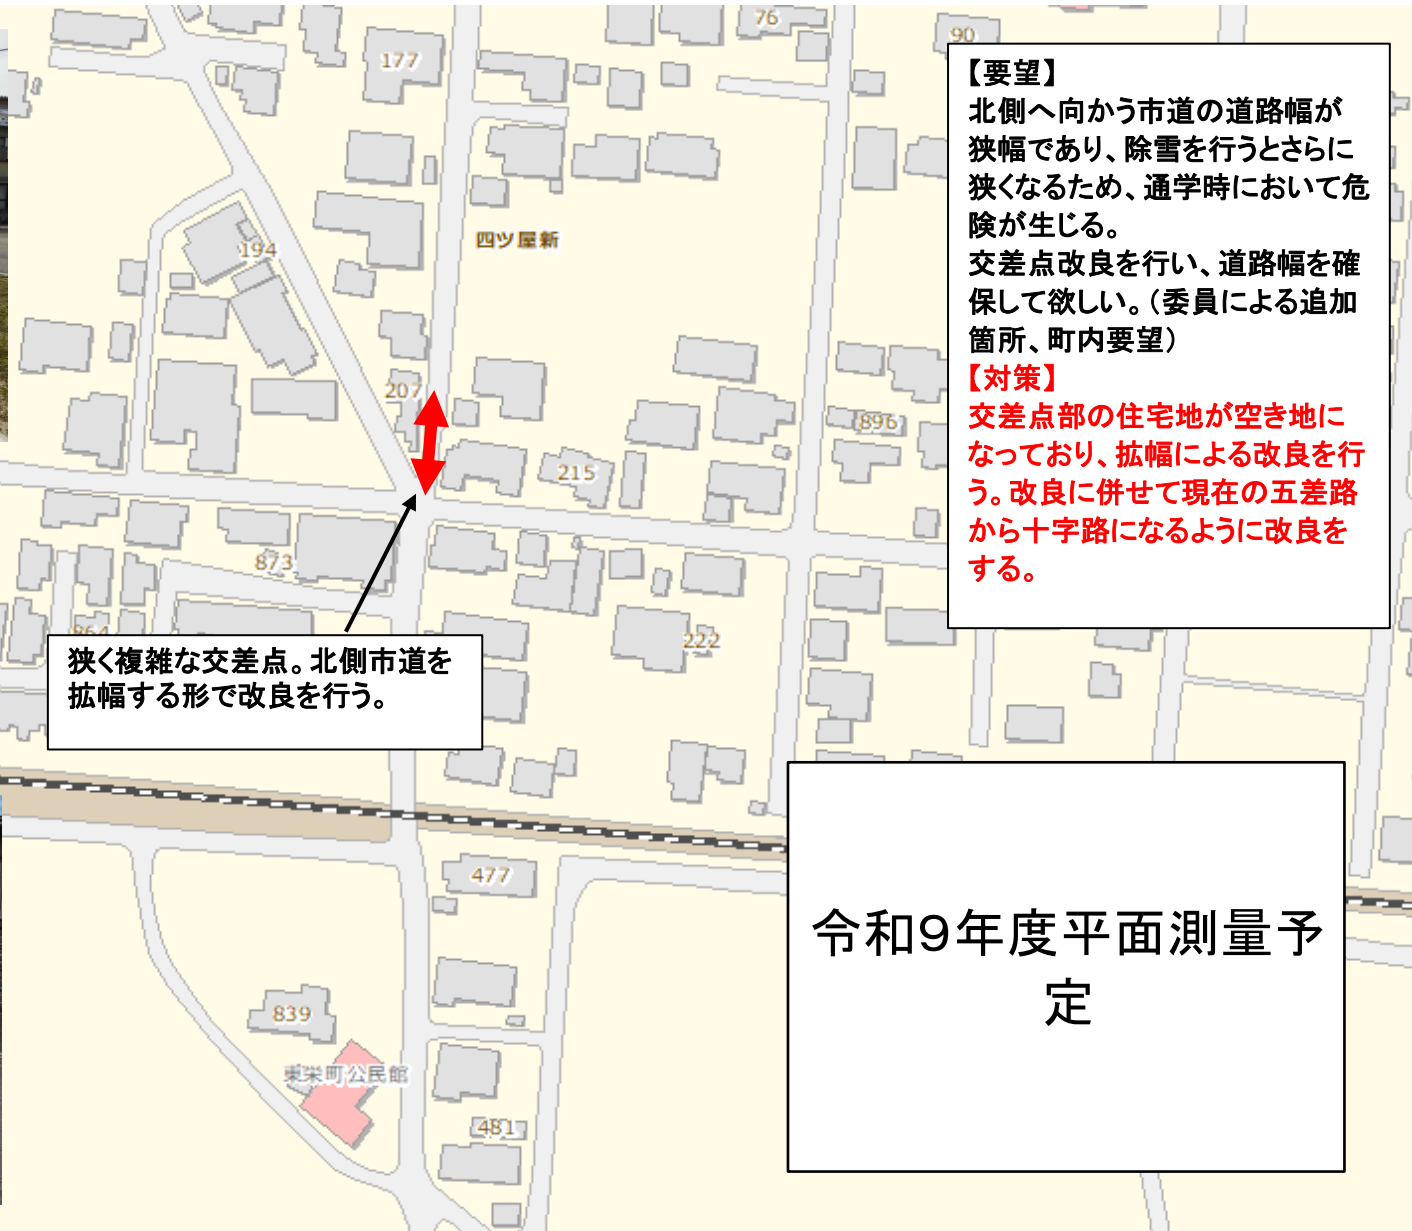 76
90
177
【要望】
北側へ向かう市道の道路幅が
狭幅であり、除雪を行うとさらに
狭くなるため、通学時において危
険が生じる。
交差点改良を行い、道路幅を確
保して欲しい。（委員による追加
箇所、町内要望）
【対策】
交差点部の住宅地が空き地に
なっており、拡幅による改良を行
う。改良に併せて現在の五差路
から十字路になるように改良を
する。
194
四ツ屋新
207
896
215
873
864
222
狭く複雑な交差点。北側市道を
拡幅する形で改良を行う。
477
令和９年度平面測量予
定
839
東栄町公民館
481